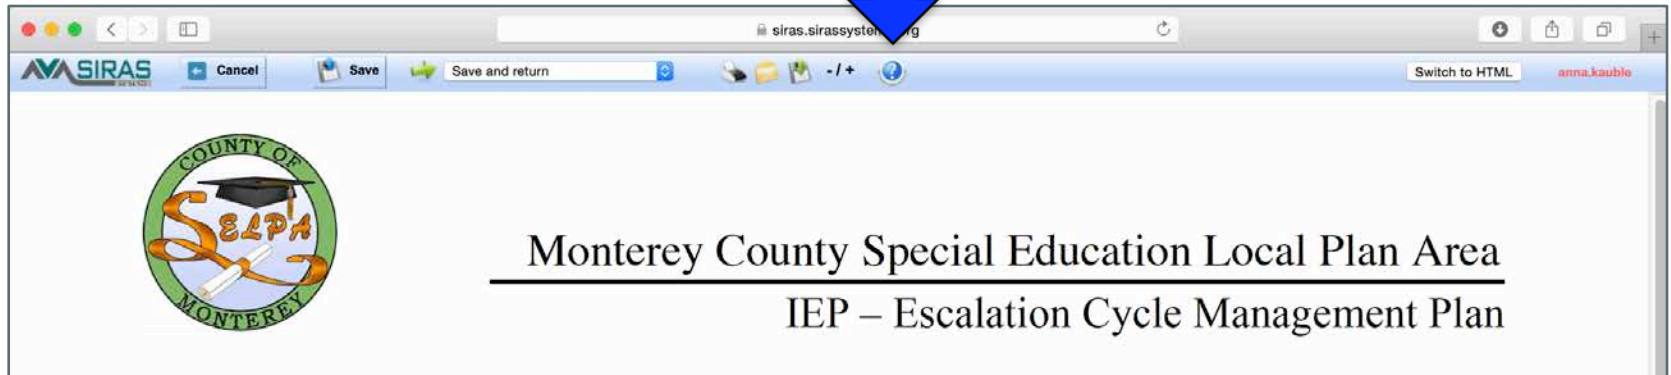 siras.sirassystem rg
SIRAS Cancel Save Save and return - / + ? Switch to HTML anna.kauble
COUNTY OF
SELPA
MONTEREY
Monterey County Special Education Local Plan Area
IEP – Escalation Cycle Management Plan